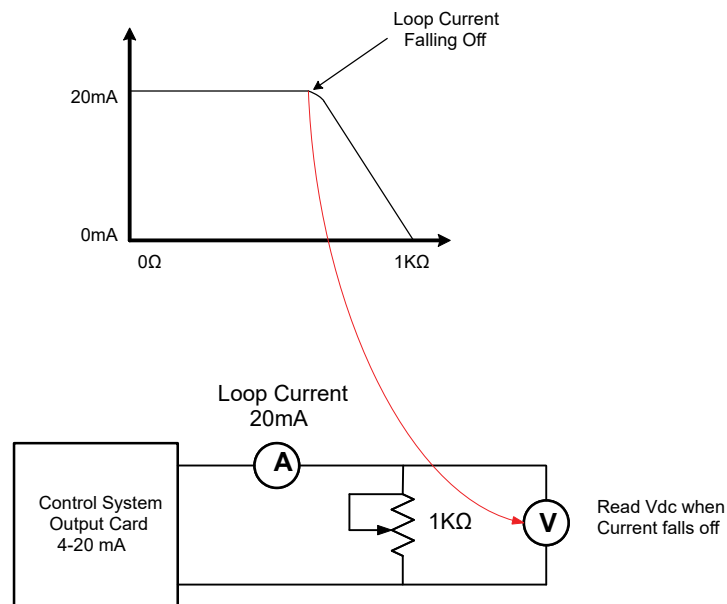 Loop Current
Falling Off
20mA
0mA
0Ω
1KΩ
Loop Current
20mA
A
Control System
Output Card
4-20 mA
1KΩ
V
Read Vdc when
Current falls off